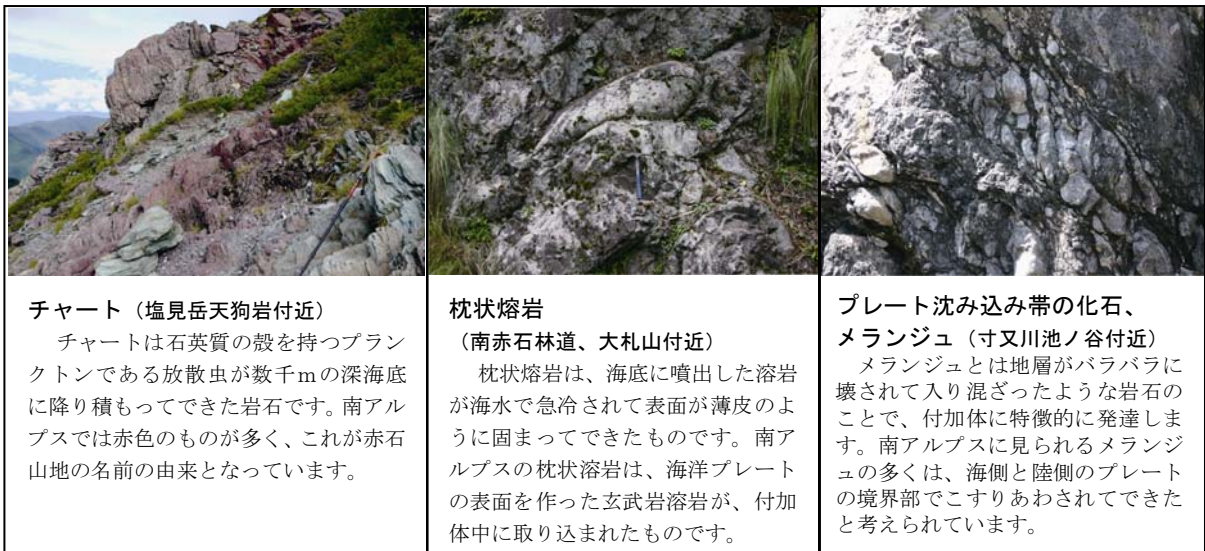 チャート（塩見岳天狗岩付近）
チャートは石英質の殻を持つプラン
クトンである放散虫が数千mの深海底
に降り積もってできた岩石です。南アル
プスでは赤色のものが多く、これが赤石
山地の名前の由来となっています。
枕状熔岩
（南赤石林道、大札山付近）
枕状熔岩は、海底に噴出した溶岩
が海水で急冷されて表面が薄皮のよ
うに固まってできたものです。南ア
ルプスの枕状溶岩は、海洋プレート
の表面を作った玄武岩溶岩が、付加
体中に取り込まれたものです。
プレート沈み込み帯の化石、
メランジュ（寸又川池ノ谷付近）
メランジュとは地層がバラバラに
壊されて入り混ざったような岩石の
ことで、付加体に特徴的に発達しま
す。南アルプスに見られるメランジ
ュの多くは、海側と陸側のプレート
の境界部でこすりあわされてできた
と考えられています。